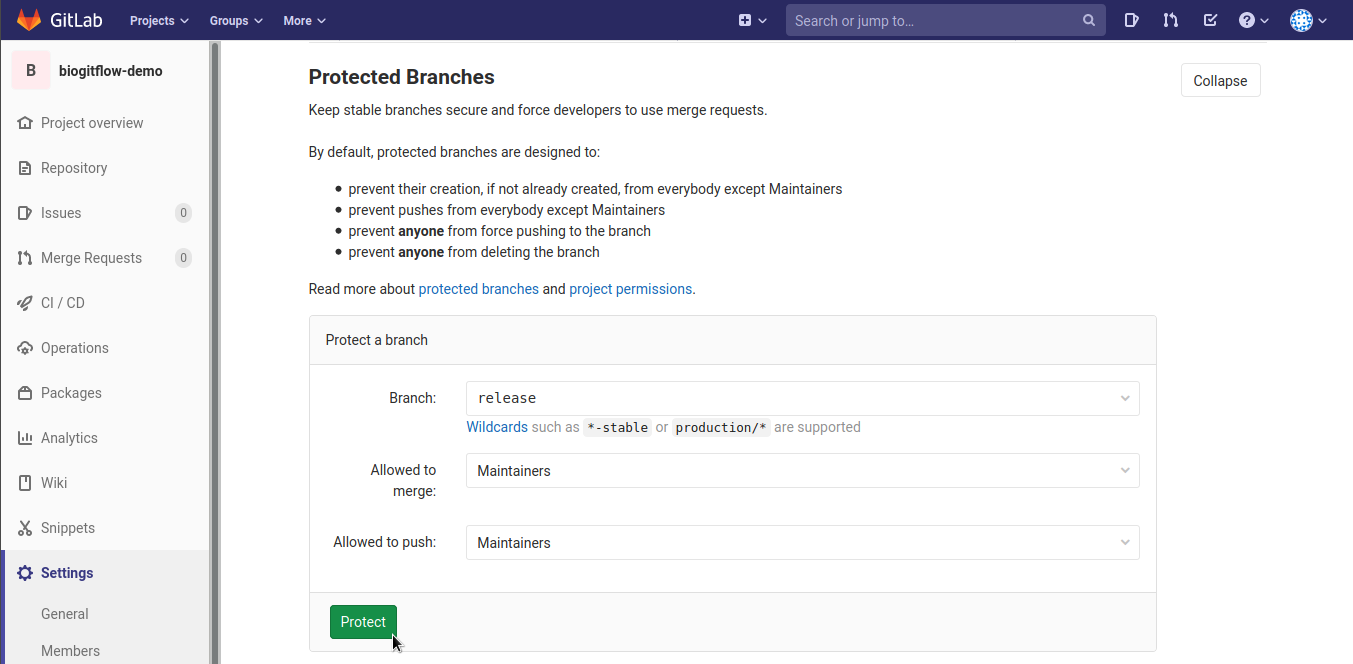 GitLab Projects Groups More Search or jump to...
B biogitflow-demo
Project overview
Repository
Issues 0
Merge Requests 0
CI / CD
Operations
Packages
Analytics
Wiki
Snippets
Settings
General
Members
Protected Branches
Collapse
Keep stable branches secure and force developers to use merge requests.
By default, protected branches are designed to:
prevent their creation, if not already created, from everybody except Maintainers
prevent pushes from everybody except Maintainers
prevent anyone from force pushing to the branch
prevent anyone from deleting the branch
Read more about protected branches and project permissions.
Protect a branch
Branch: release
Wildcards such as *-stable or production/* are supported
Allowed to
merge:
Maintainers
Allowed to push: Maintainers
Protect